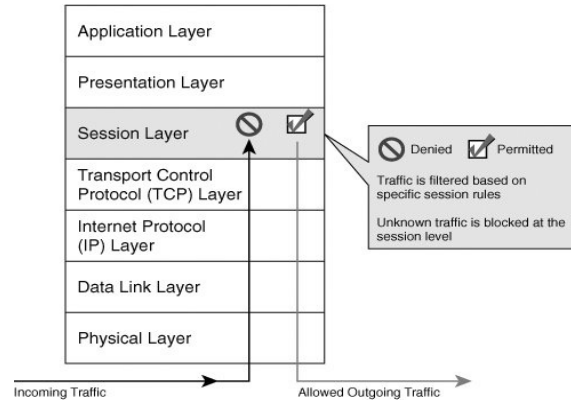 Application Layer
Presentation Layer
Session Layer
Denied
Permitted
Traffic is filtered based on
specific session rules
Unknown traffic is blocked at the
session level
Transport Control
Protocol (TCP) Layer
Internet Protocol
(IP) Layer
Data Link Layer
Physical Layer
Incoming Traffic
Allowed Outgoing Traffic